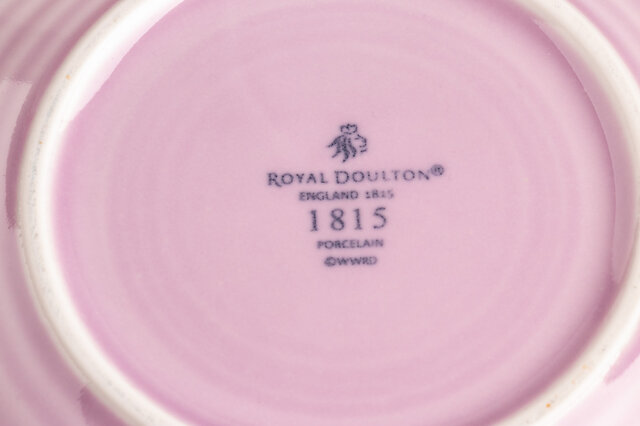 ROYAL DOULTON®
ENGLAND 1815
1815
PORCELAIN
©WWRD